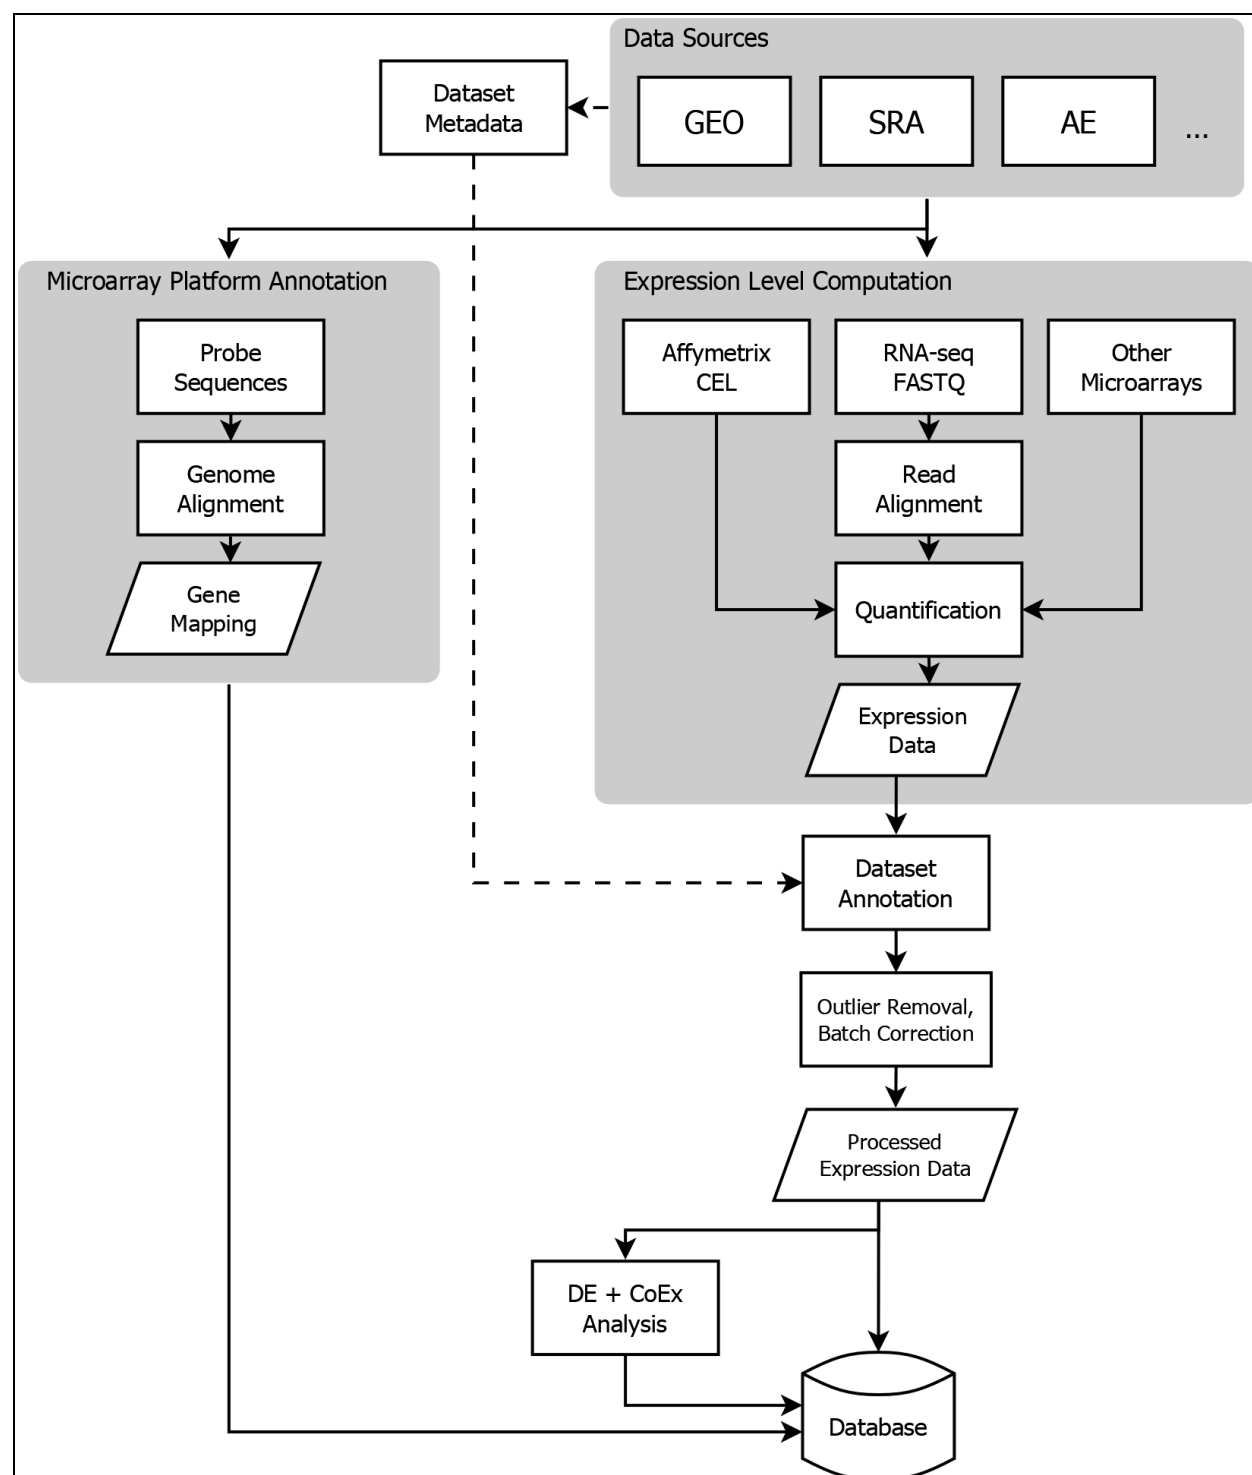 Data Sources
Dataset
Metadata
GEO
SRA
AE
...
Microarray Platform Annotation
Probe
Sequences
Genome
Alignment
Gene
Mapping
Expression Level Computation
Affymetrix
CEL
RNA-seq
FASTQ
Other
Microarrays
Read
Alignment
Quantification
Expression
Data
Dataset
Annotation
Outlier Removal,
Batch Correction
Processed
Expression Data
DE + CoEx
Analysis
Database